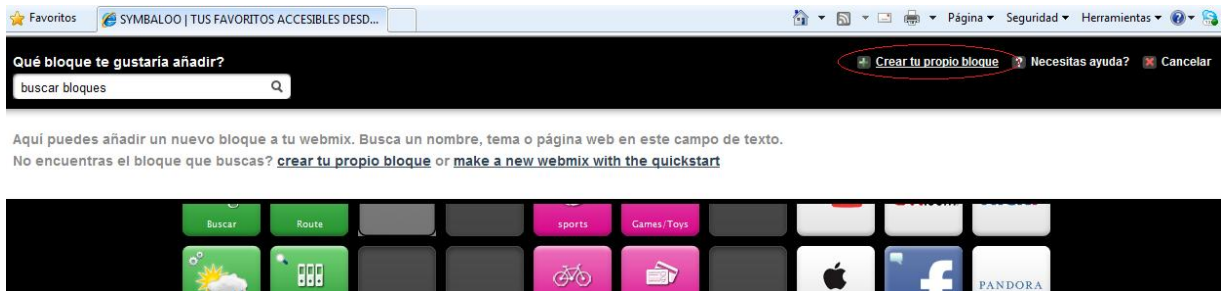 Favoritos SYMBALOO | TUS FAVORITOS ACCESIBLES DESD... Página Seguridad Herramientas
Qué bloque te gustaría añadir? Crear tu propio bloque Necesitas ayuda? Cancelar
buscar bloques
Aquí puedes añadir un nuevo bloque a tu webmix. Busca un nombre, tema o página web en este campo de texto.
No encuentras el bloque que buscas? crear tu propio bloque or make a new webmix with the quickstart
Buscar Route sports Games/Toys
PANDORA